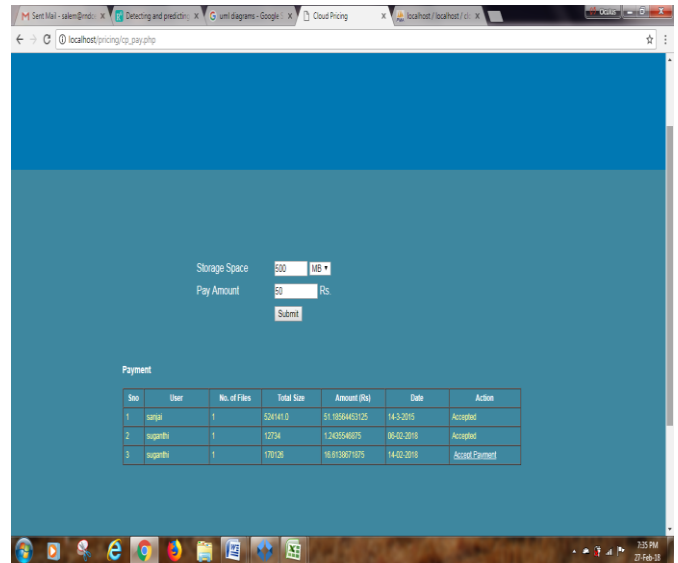 Sent Mail - salem@rndc
Detecting and predicting
uml diagrams - Google S
Cloud Pricing
localhost / localhost / cl
localhost/pricing/cp_pay.php
Storage Space 500 MB
Pay Amount 50 Rs.
Submit
Payment
Sno User No. of Files Total Size Amount (Rs) Date Action
1 sanjai 1 524141.0 51.18564453125 14-3-2015 Accepted
2 suganthi 1 12734 1.2435546875 06-02-2018 Accepted
3 suganthi 1 170126 16.6138671875 14-02-2018 Accept Payment
7:35 PM
27-Feb-18